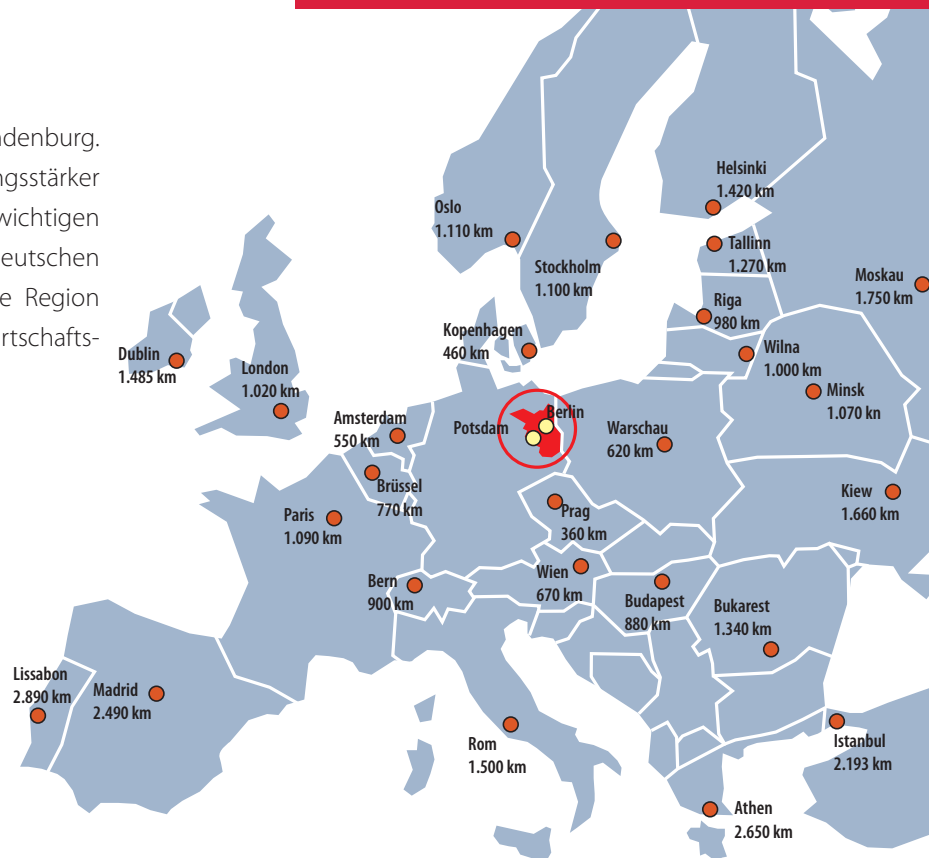 ndenburg.
ngsstärker
wichtigen
eutschen
e Region
rtschafts-
Helsinki
1.420 km
Oslo
1.110 km
Tallinn
1.270 km
Stockholm
1.100 km
Moskau
1.750 km
Riga
980 km
Kopenhagen
460 km
Wilna
1.000 km
Dublin
1.485 km
London
1.020 km
Minsk
1.070 kn
Amsterdam
550 km
Berlin
Potsdam
Warschau
620 km
Brüssel
770 km
Kiew
1.660 km
Paris
1.090 km
Prag
360 km
Bern
900 km
Wien
670 km
Budapest
880 km
Bukarest
1.340 km
Lissabon
2.890 km
Madrid
2.490 km
Rom
1.500 km
Istanbul
2.193 km
Athen
2.650 km